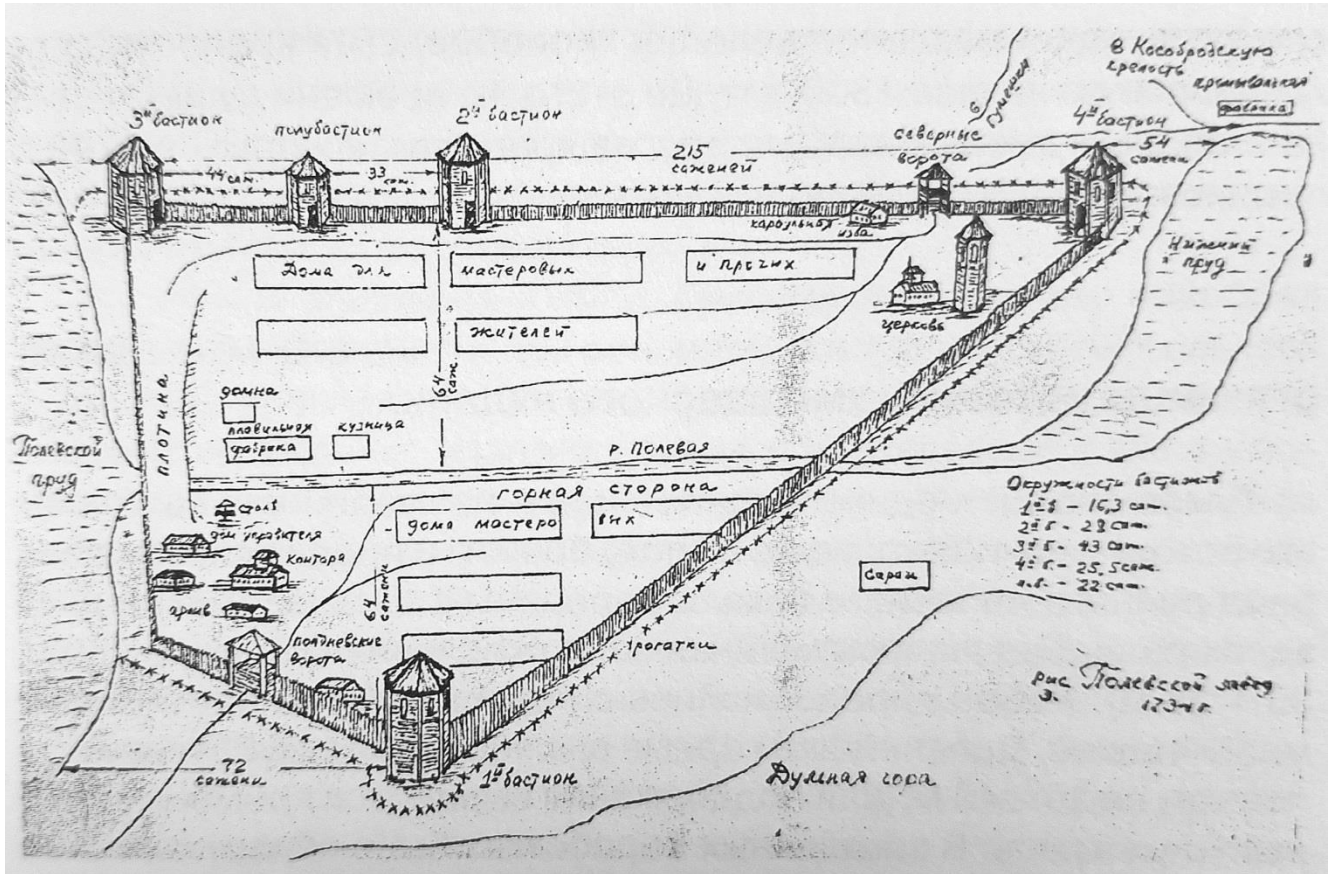 в Кособродскую
крепость
промывальная
фабрика
Гуменки
3й бастион
полубастион
2й бастион
215
саженей
северные
ворота
4й бастион
54
сажени
44 саж.
33 саж.
караульная
изба
Нижний
пруд
Дома для
мастеровых
и прочих
жителей
церковь
64
саж.
плотина
домна
плавильная
фабрика
кузница
Полевской
пруд
р. Полевая
горная сторона
столб
дом управителя
контора
архив
дома мастеро
вых
64
сажени
Окружности бастионов
1й б - 16,3 саж.
2й б - 28 саж.
3й б - 43 саж.
4й б - 25,5 саж.
п.б. - 22 саж.
сарай
полдневские
ворота
рогатки
рис. Полевской завод
3.
72
сажени
1й бастион
Думная гора